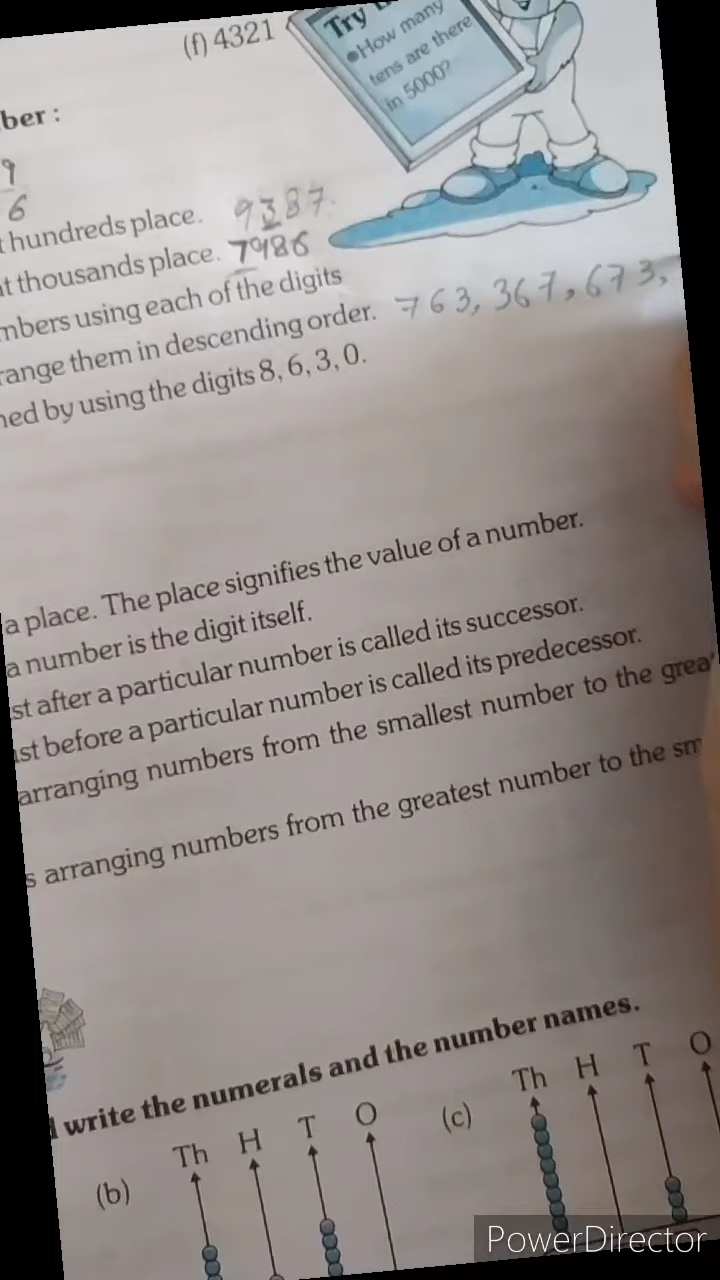 (f) 4321
Try
How many
tens are there
in 5000?
ber :
9
6
t hundreds place. 9387.
at thousands place. 7986
mbers using each of the digits
range them in descending order. 763, 367, 673,
ned by using the digits 8, 6, 3, 0.
a place. The place signifies the value of a number.
a number is the digit itself.
st after a particular number is called its successor.
ust before a particular number is called its predecessor.
arranging numbers from the smallest number to the grea
s arranging numbers from the greatest number to the sm
write the numerals and the number names.
(b) Th H T O
(c) Th H T O
PowerDirector